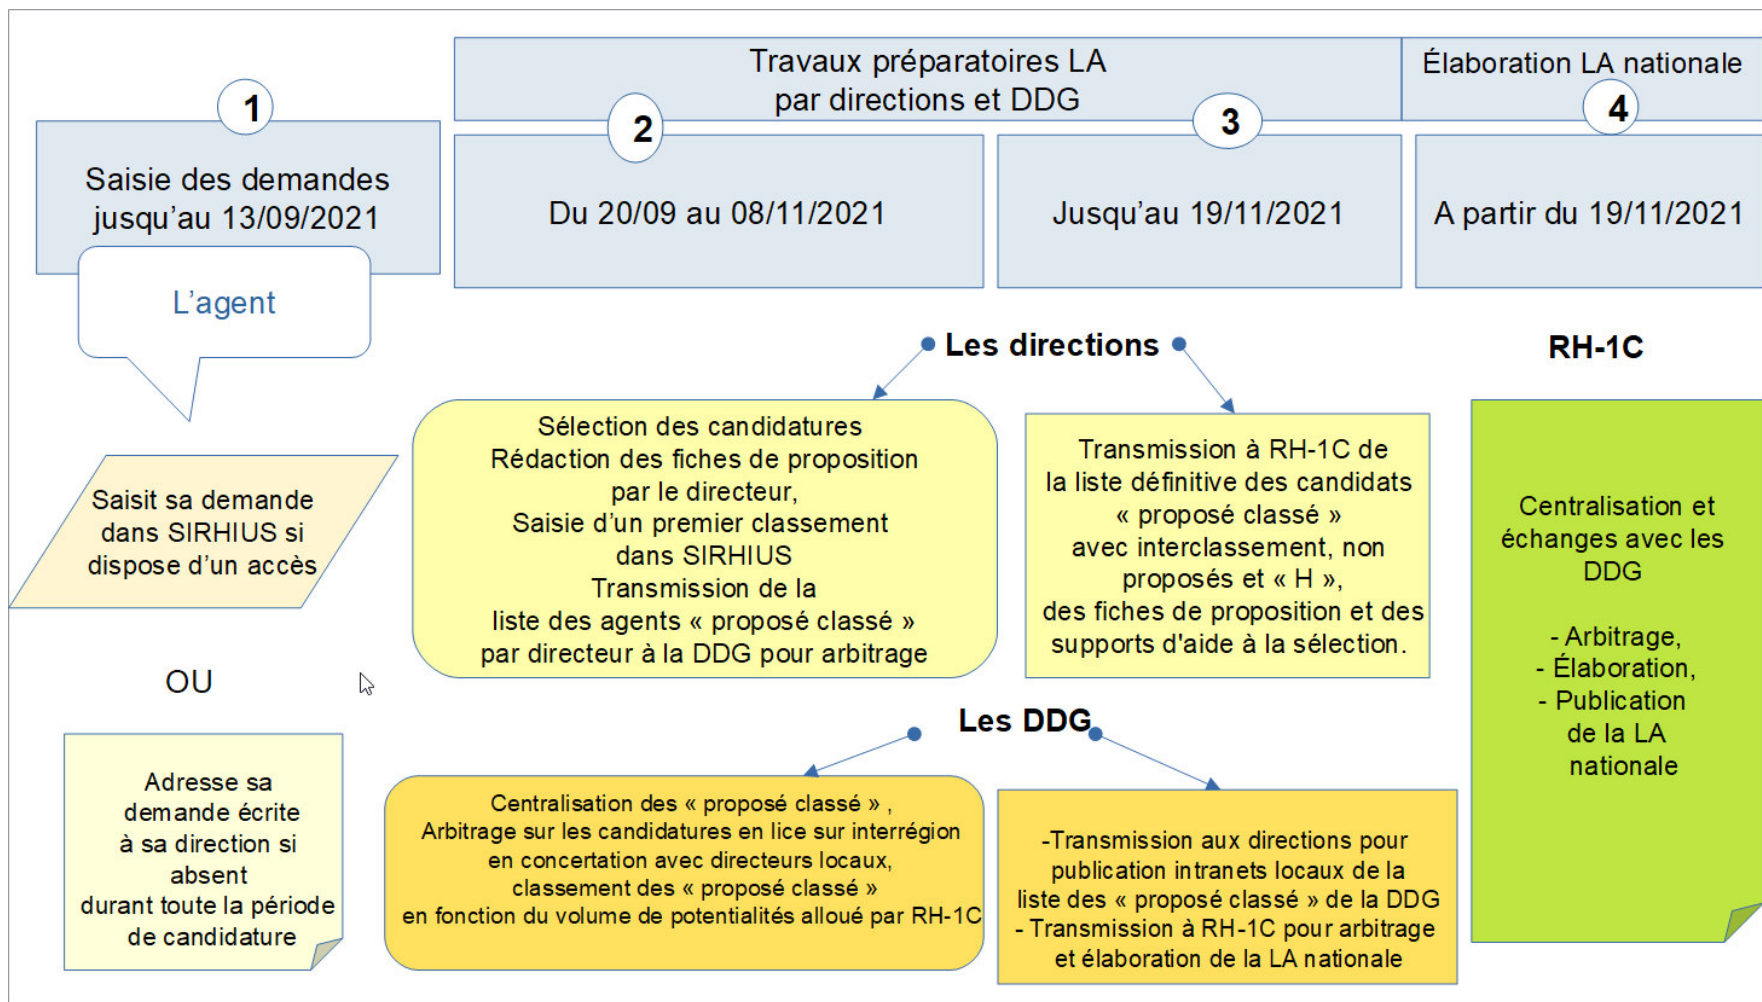 1
Saisie des demandes
jusqu'au 13/09/2021
L'agent
Saisit sa demande
dans SIRHIUS si
dispose d'un accès
OU
Adresse sa
demande écrite
à sa direction si
absent
durant toute la période
de candidature
Travaux préparatoires LA
par directions et DDG
2
Du 20/09 au 08/11/2021
3
Jusqu'au 19/11/2021
Élaboration LA nationale
4
A partir du 19/11/2021
Les directions
Sélection des candidatures
Rédaction des fiches de proposition
par le directeur,
Saisie d'un premier classement
dans SIRHIUS
Transmission de la
liste des agents « proposé classé »
par directeur à la DDG pour arbitrage
Transmission à RH-1C de
la liste définitive des candidats
« proposé classé »
avec interclassement, non
proposés et « H »,
des fiches de proposition et des
supports d'aide à la sélection.
Les DDG
Centralisation des « proposé classé » ,
Arbitrage sur les candidatures en lice sur interrégion
en concertation avec directeurs locaux,
classement des « proposé classé »
en fonction du volume de potentialités alloué par RH-1C
-Transmission aux directions pour
publication intranets locaux de la
liste des « proposé classé » de la DDG
- Transmission à RH-1C pour arbitrage
et élaboration de la LA nationale
RH-1C
Centralisation et
échanges avec les
DDG
- Arbitrage,
- Élaboration,
- Publication
de la LA
nationale